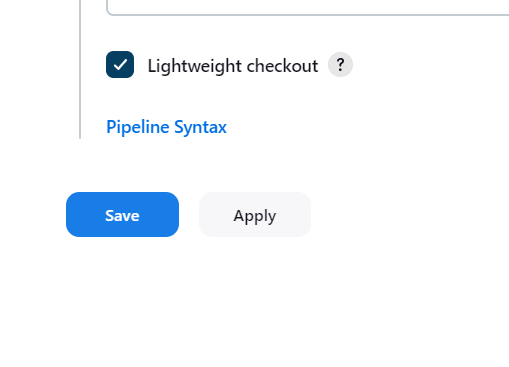 Lightweight checkout ?
Pipeline Syntax
Save Apply